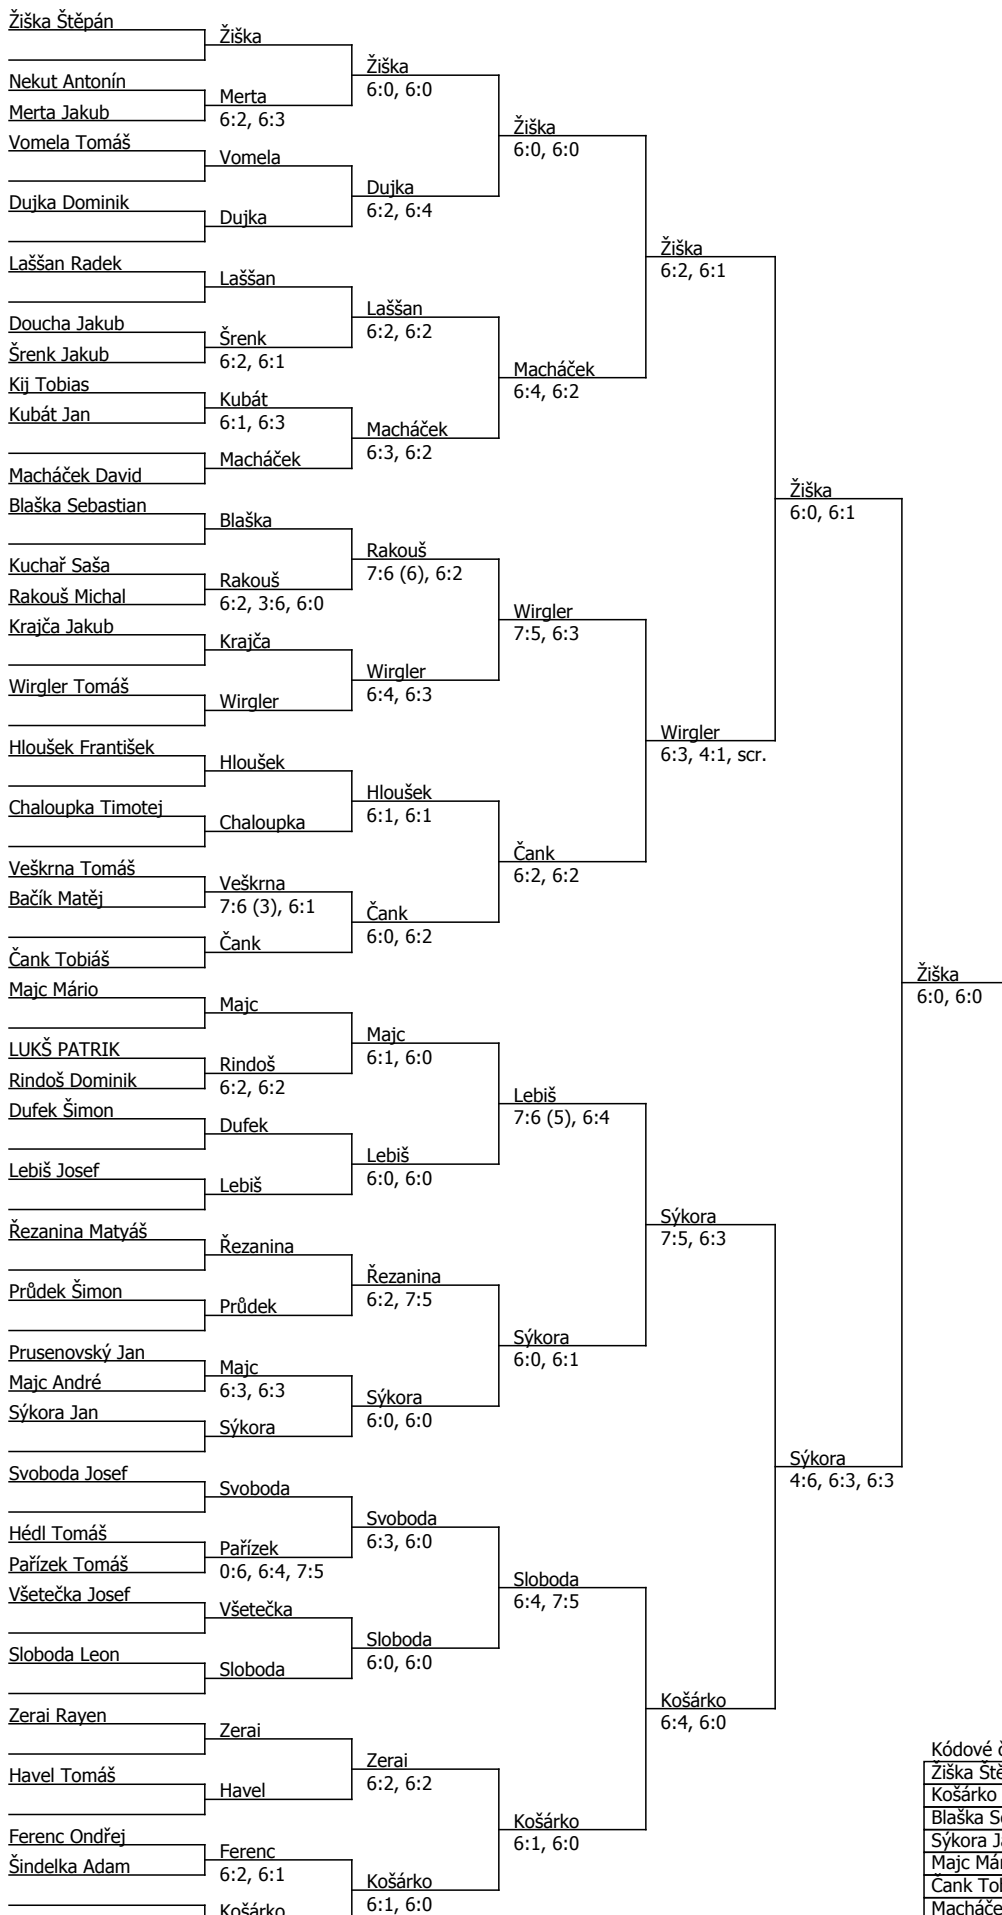 Žiška Štěpán
Žiška
Žiška
6:0, 6:0
Nekut Antonín
Merta
6:2, 6:3
Merta Jakub
Žiška
6:0, 6:0
Vomela Tomáš
Vomela
Dujka
6:2, 6:4
Dujka Dominik
Dujka
Žiška
6:2, 6:1
Laššan Radek
Laššan
Laššan
6:2, 6:2
Doucha Jakub
Šrenk
6:2, 6:1
Šrenk Jakub
Macháček
6:4, 6:2
Kij Tobias
Kubát
6:1, 6:3
Kubát Jan
Macháček
6:3, 6:2
Macháček
Macháček David
Žiška
6:0, 6:1
Blaška Sebastian
Blaška
Rakouš
7:6 (6), 6:2
Kuchař Saša
Rakouš
6:2, 3:6, 6:0
Rakouš Michal
Wirgler
7:5, 6:3
Krajča Jakub
Krajča
Wirgler
6:4, 6:3
Wirgler Tomáš
Wirgler
Wirgler
6:3, 4:1, scr.
Hloušek František
Hloušek
Hloušek
6:1, 6:1
Chaloupka Timotej
Chaloupka
Čank
6:2, 6:2
Veškrna Tomáš
Veškrna
7:6 (3), 6:1
Bačík Matěj
Čank
6:0, 6:2
Čank
Čank Tobiáš
Žiška
6:0, 6:0
Majc Mário
Majc
Majc
6:1, 6:0
LUKŠ PATRIK
Rindoš
6:2, 6:2
Rindoš Dominik
Lebiš
7:6 (5), 6:4
Dufek Šimon
Dufek
Lebiš
6:0, 6:0
Lebiš Josef
Lebiš
Sýkora
7:5, 6:3
Řezanina Matyáš
Řezanina
Řezanina
6:2, 7:5
Průdek Šimon
Průdek
Sýkora
6:0, 6:1
Prusenovský Jan
Majc
6:3, 6:3
Majc André
Sýkora
6:0, 6:0
Sýkora Jan
Sýkora
Sýkora
4:6, 6:3, 6:3
Svoboda Josef
Svoboda
Svoboda
6:3, 6:0
Hédl Tomáš
Pařízek
0:6, 6:4, 7:5
Pařízek Tomáš
Sloboda
6:4, 7:5
Všetečka Josef
Všetečka
Sloboda
6:0, 6:0
Sloboda Leon
Sloboda
Košárko
6:4, 6:0
Zerai Rayen
Zerai
Zerai
6:2, 6:2
Havel Tomáš
Havel
Košárko
6:1, 6:0
Ferenc Ondřej
Ferenc
6:2, 6:1
Šindelka Adam
Košárko
6:1, 6:0
Košárko
Kódové
Žiška
Košárko
Blaška
Sýkora
Majc
Čank